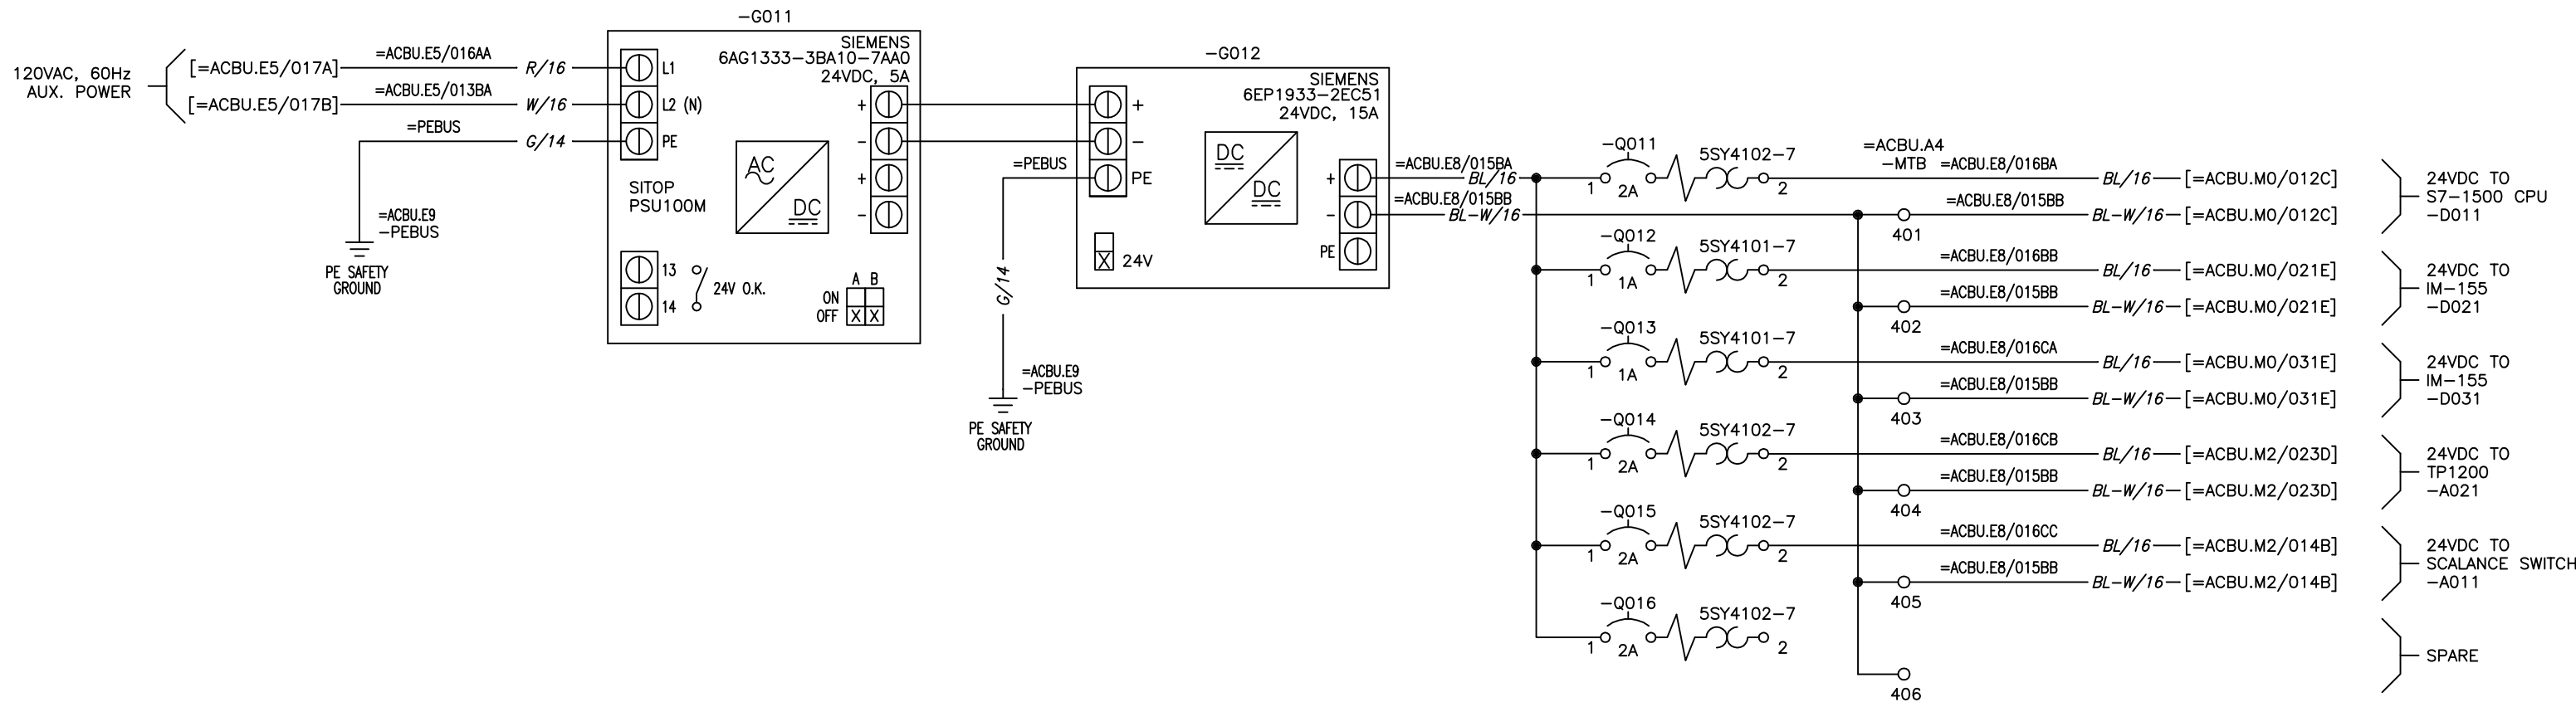 120VAC, 60Hz
AUX. POWER
[=ACBU.E5/017A]
=ACBU.E5/016AA
R/16
[=ACBU.E5/017B]
=ACBU.E5/013BA
W/16
=PEBUS
G/14
=ACBU.E9
-PEBUS
PE SAFETY
GROUND
-G011
SIEMENS
6AG1333-3BA10-7AA0
24VDC, 5A
L1
L2 (N)
PE
+
-
+
-
AC
DC
SITOP
PSU100M
13
14
24V O.K.
A B
ON
OFF X X
-G012
SIEMENS
6EP1933-2EC51
24VDC, 15A
+
-
PE
DC
DC
+
-
PE
X 24V
=PEBUS
G/14
=ACBU.E9
-PEBUS
PE SAFETY
GROUND
=ACBU.E8/015BA
BL/16
=ACBU.E8/015BB
BL-W/16
-Q011
5SY4102-7
1 2A 2
=ACBU.A4
-MTB
=ACBU.E8/016BA
BL/16
[=ACBU.M0/012C]
=ACBU.E8/015BB
401
BL-W/16
[=ACBU.M0/012C]
24VDC TO
S7-1500 CPU
-D011
-Q012
5SY4101-7
1 1A 2
=ACBU.E8/016BB
BL/16
[=ACBU.M0/021E]
=ACBU.E8/015BB
402
BL-W/16
[=ACBU.M0/021E]
24VDC TO
IM-155
-D021
-Q013
5SY4101-7
1 1A 2
=ACBU.E8/016CA
BL/16
[=ACBU.M0/031E]
=ACBU.E8/015BB
403
BL-W/16
[=ACBU.M0/031E]
24VDC TO
IM-155
-D031
-Q014
5SY4102-7
1 2A 2
=ACBU.E8/016CB
BL/16
[=ACBU.M2/023D]
=ACBU.E8/015BB
404
BL-W/16
[=ACBU.M2/023D]
24VDC TO
TP1200
-A021
-Q015
5SY4102-7
1 2A 2
=ACBU.E8/016CC
BL/16
[=ACBU.M2/014B]
=ACBU.E8/015BB
405
BL-W/16
[=ACBU.M2/014B]
24VDC TO
SCALANCE SWITCH
-A011
-Q016
5SY4102-7
1 2A 2
406
SPARE